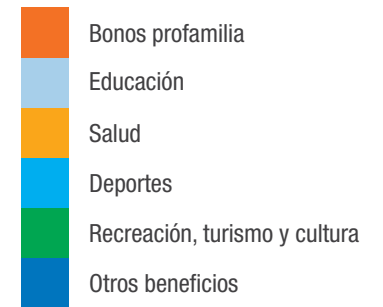 Bonos profamilia
Educación
Salud
Deportes
Recreación, turismo y cultura
Otros beneficios